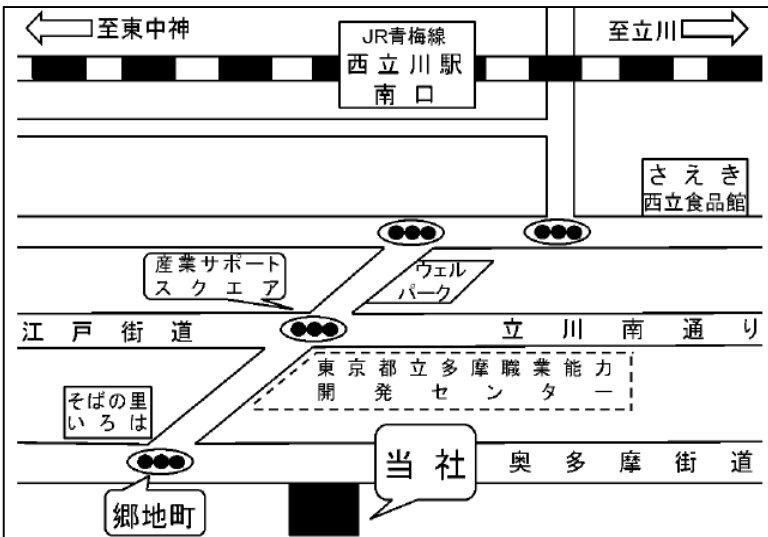 至東中神
JR青梅線
西立川駅
南口
至立川
さえき
西立食品館
産業サポート
スクエア
ウェル
パーク
江戸街道
立川南通り
東京都立多摩職業能力
開発センター
そばの里
いろは
当社
奥多摩街道
郷地町